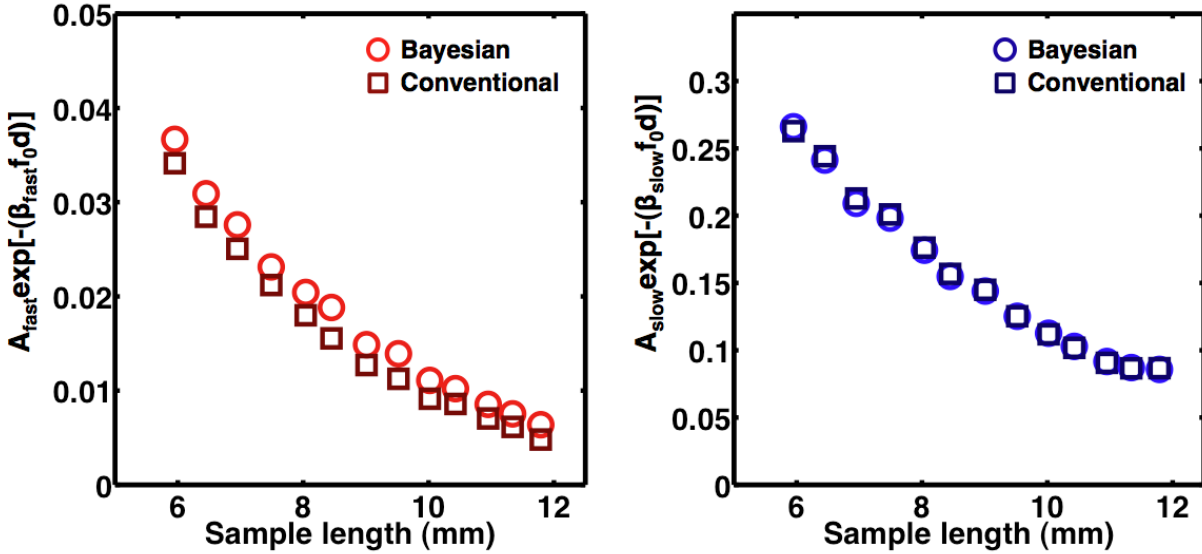 0.05
0.04
0.03
0.02
0.01
0
6
8
10
12
Bayesian
Conventional
A_fast exp[-(β_fast f_0 d)]
Sample length (mm)
0.3
0.25
0.2
0.15
0.1
0.05
0
6
8
10
12
Bayesian
Conventional
A_slow exp[-(β_slow f_0 d)]
Sample length (mm)